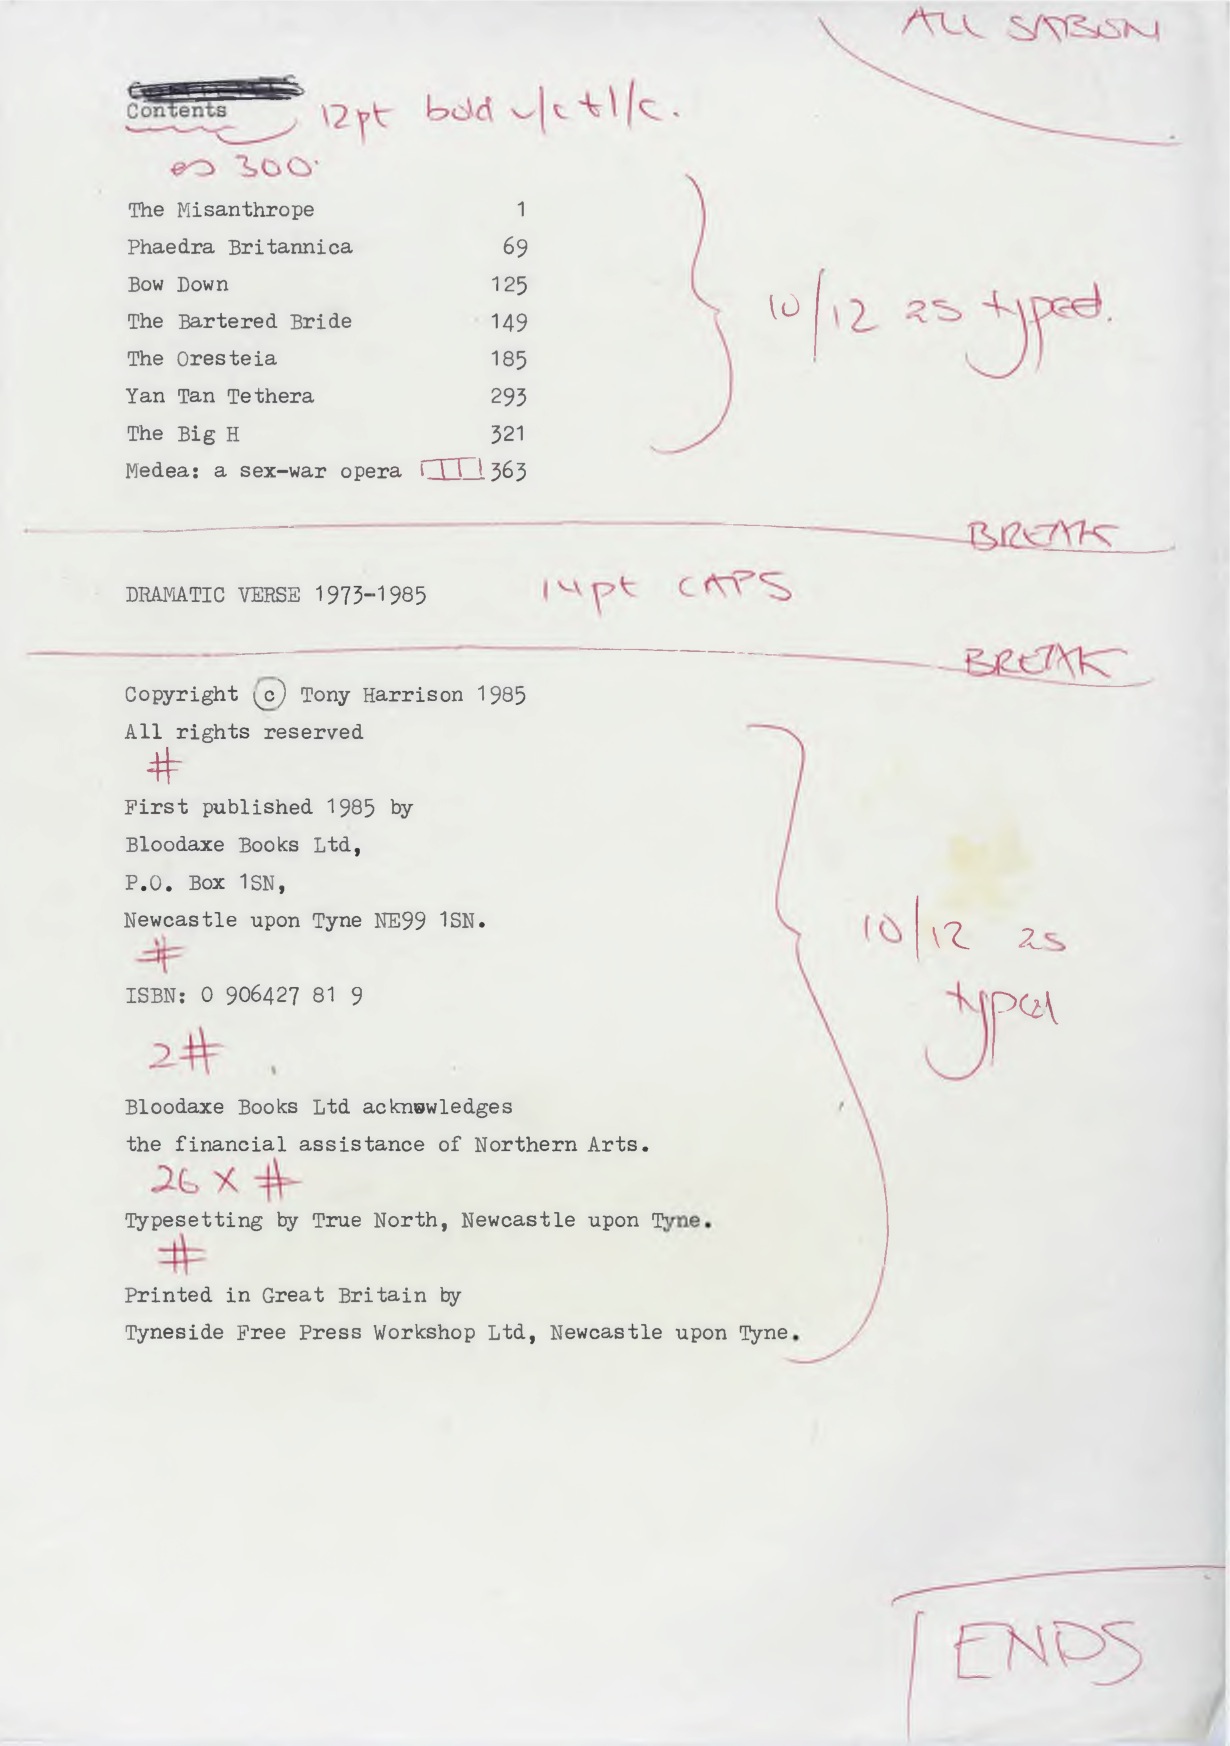 ALL SABON
Contents 12pt bold u/c + l/c.
300
The Misanthrope 1
Phaedra Britannica 69
Bow Down 125
The Bartered Bride 149
10/12 as typed.
The Oresteia 185
Yan Tan Tethera 293
The Big H 321
Medea: a sex-war opera 363
BREAK
DRAMATIC VERSE 1973-1985 14pt CAPS
BREAK
Copyright © Tony Harrison 1985
All rights reserved
#
First published 1985 by
Bloodaxe Books Ltd,
P.O. Box 1SN,
Newcastle upon Tyne NE99 1SN.
10/12 as
typed
#
ISBN: 0 906427 81 9
2#
Bloodaxe Books Ltd acknowledges
the financial assistance of Northern Arts.
26 X #
Typesetting by True North, Newcastle upon Tyne.
#
Printed in Great Britain by
Tyneside Free Press Workshop Ltd, Newcastle upon Tyne.
ENDS